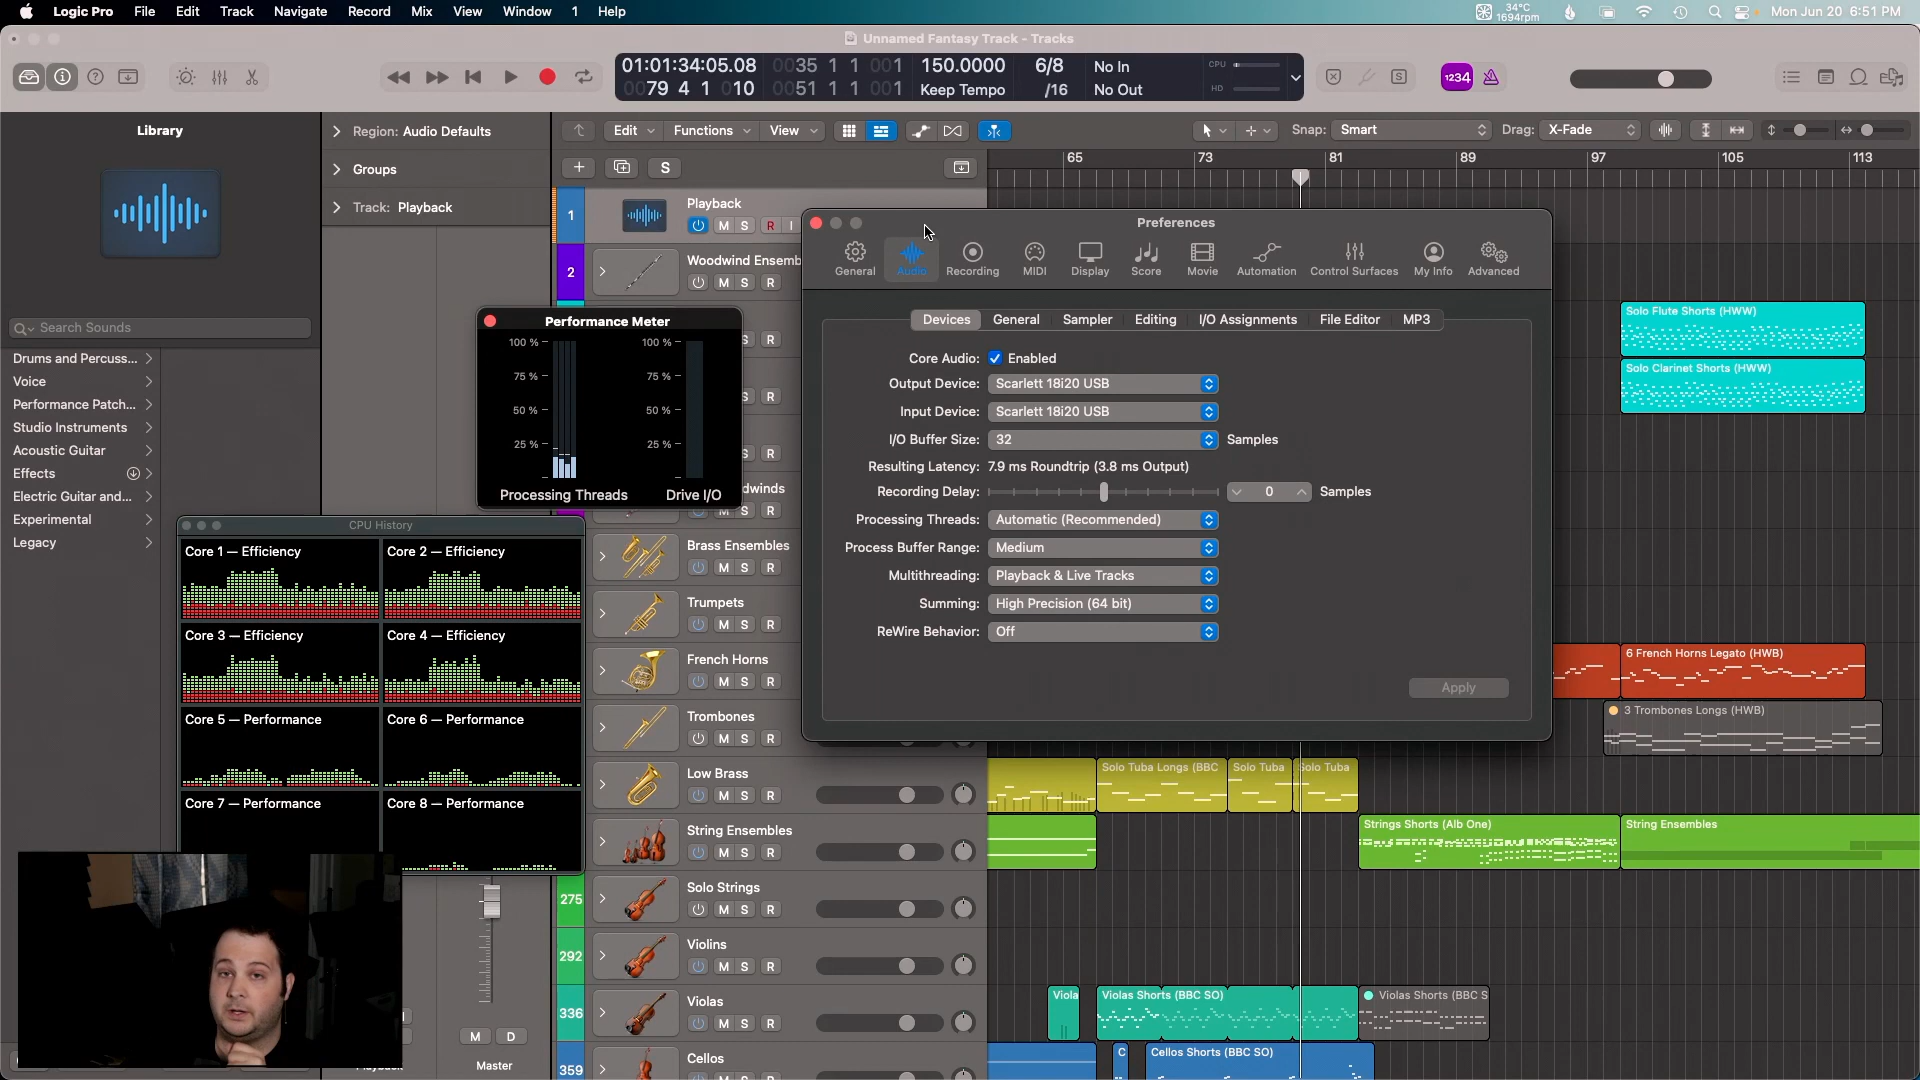 Logic Pro File Edit Track Navigate Record Mix View Window 1 Help
34°C
1694rpm
Mon Jun 20 6:51 PM
Unnamed Fantasy Track - Tracks
01:01:34:05.08
0079 4 1 010
0035 1 1 001
0051 1 1 001
150.0000
Keep Tempo
6/8
/16
No In
No Out
CPU
HD
S
1234
Library
Region: Audio Defaults
Groups
Track: Playback
Edit Functions View
Snap: Smart
Drag: X-Fade
S
65 73 81 89 97 105 113
Search Sounds
Drums and Percuss...
Voice
Performance Patch...
Studio Instruments
Acoustic Guitar
Effects
Electric Guitar and...
Experimental
Legacy
1
Playback
M S R I
2
Woodwind Ensemb
M S R
S R
S R
S R
dwinds
S R
Brass Ensembles
M S R
Trumpets
M S R
French Horns
M S R
Trombones
M S R
Low Brass
M S R
String Ensembles
M S R
275
Solo Strings
M S R
292
Violins
M S R
336
Violas
M S R
359
Cellos
Performance Meter
100 %
75 %
50 %
25 %
Processing Threads
100 %
75 %
50 %
25 %
Drive I/O
CPU History
Core 1 — Efficiency
Core 2 — Efficiency
Core 3 — Efficiency
Core 4 — Efficiency
Core 5 — Performance
Core 6 — Performance
Core 7 — Performance
Core 8 — Performance
M D
Master
Preferences
General Audio Recording MIDI Display Score Movie Automation Control Surfaces My Info Advanced
Devices General Sampler Editing I/O Assignments File Editor MP3
Core Audio: Enabled
Output Device: Scarlett 18i20 USB
Input Device: Scarlett 18i20 USB
I/O Buffer Size: 32 Samples
Resulting Latency: 7.9 ms Roundtrip (3.8 ms Output)
Recording Delay: 0 Samples
Processing Threads: Automatic (Recommended)
Process Buffer Range: Medium
Multithreading: Playback & Live Tracks
Summing: High Precision (64 bit)
ReWire Behavior: Off
Apply
Solo Flute Shorts (HWW)
Solo Clarinet Shorts (HWW)
6 French Horns Legato (HWB)
3 Trombones Longs (HWB)
Solo Tuba Longs (BBC
Solo Tuba
Solo Tuba
Strings Shorts (Alb One)
String Ensembles
Viola
Violas Shorts (BBC SO)
Violas Shorts (BBC S
C
Cellos Shorts (BBC SO)